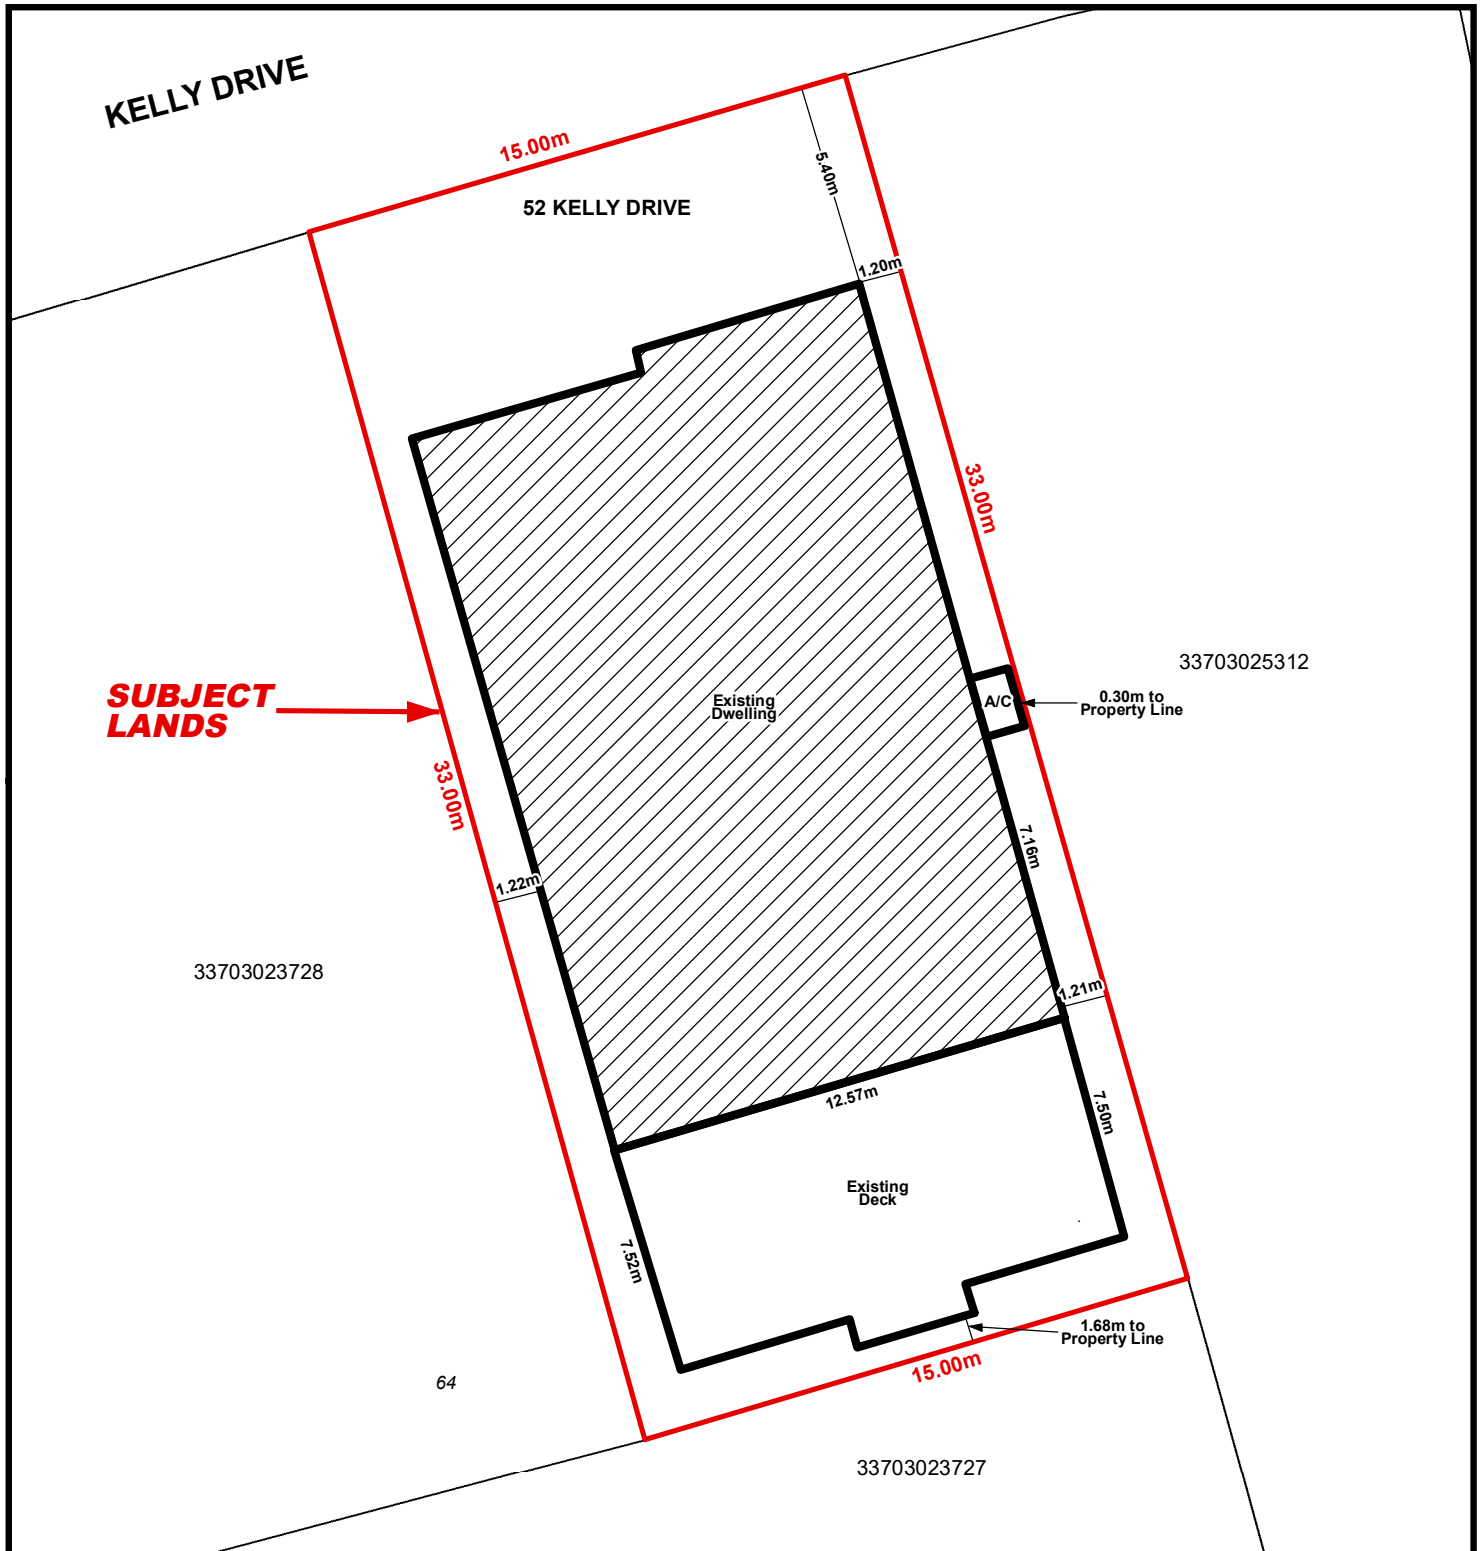 KELLY DRIVE
15.00m
5.40m
52 KELLY DRIVE
1.20m
33.00m
33703025312
SUBJECT
LANDS
Existing
Dwelling
A/C
0.30m to
Property Line
33.00m
7.16m
1.22m
33703023728
1.21m
12.57m
7.50m
Existing
Deck
7.52m
1.68m to
Property Line
15.00m
64
33703023727